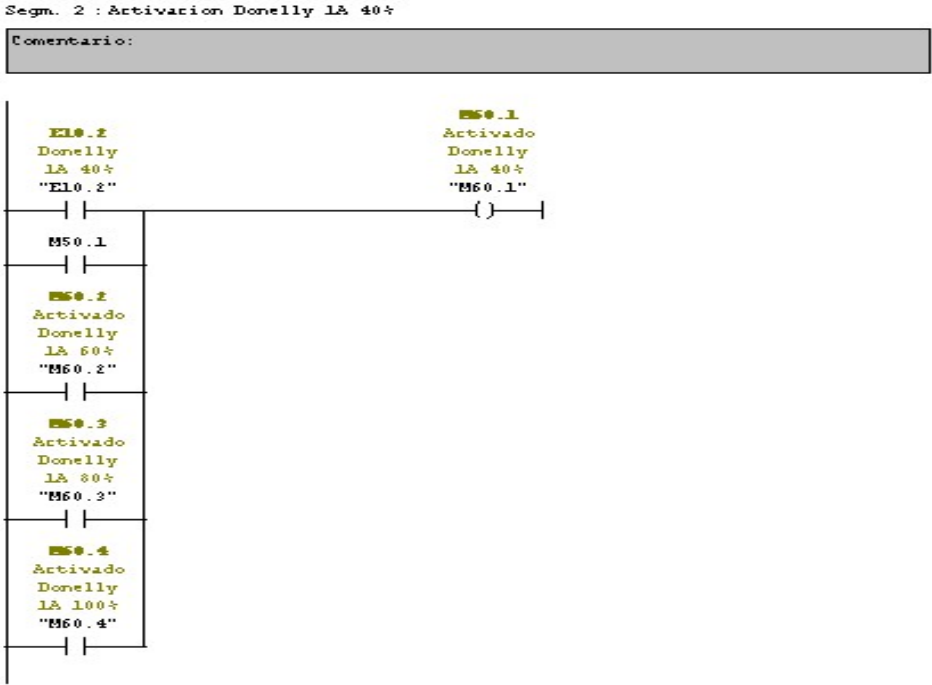 Segm. 2 : Activacion Donelly 1A 40%
Comentario:
E10.2
Donelly
1A 40%
"E10.2"
M60.1
Activado
Donelly
1A 40%
"M60.1"
M50.1
M60.2
Activado
Donelly
1A 60%
"M60.2"
M60.3
Activado
Donelly
1A 80%
"M60.3"
M60.4
Activado
Donelly
1A 100%
"M60.4"